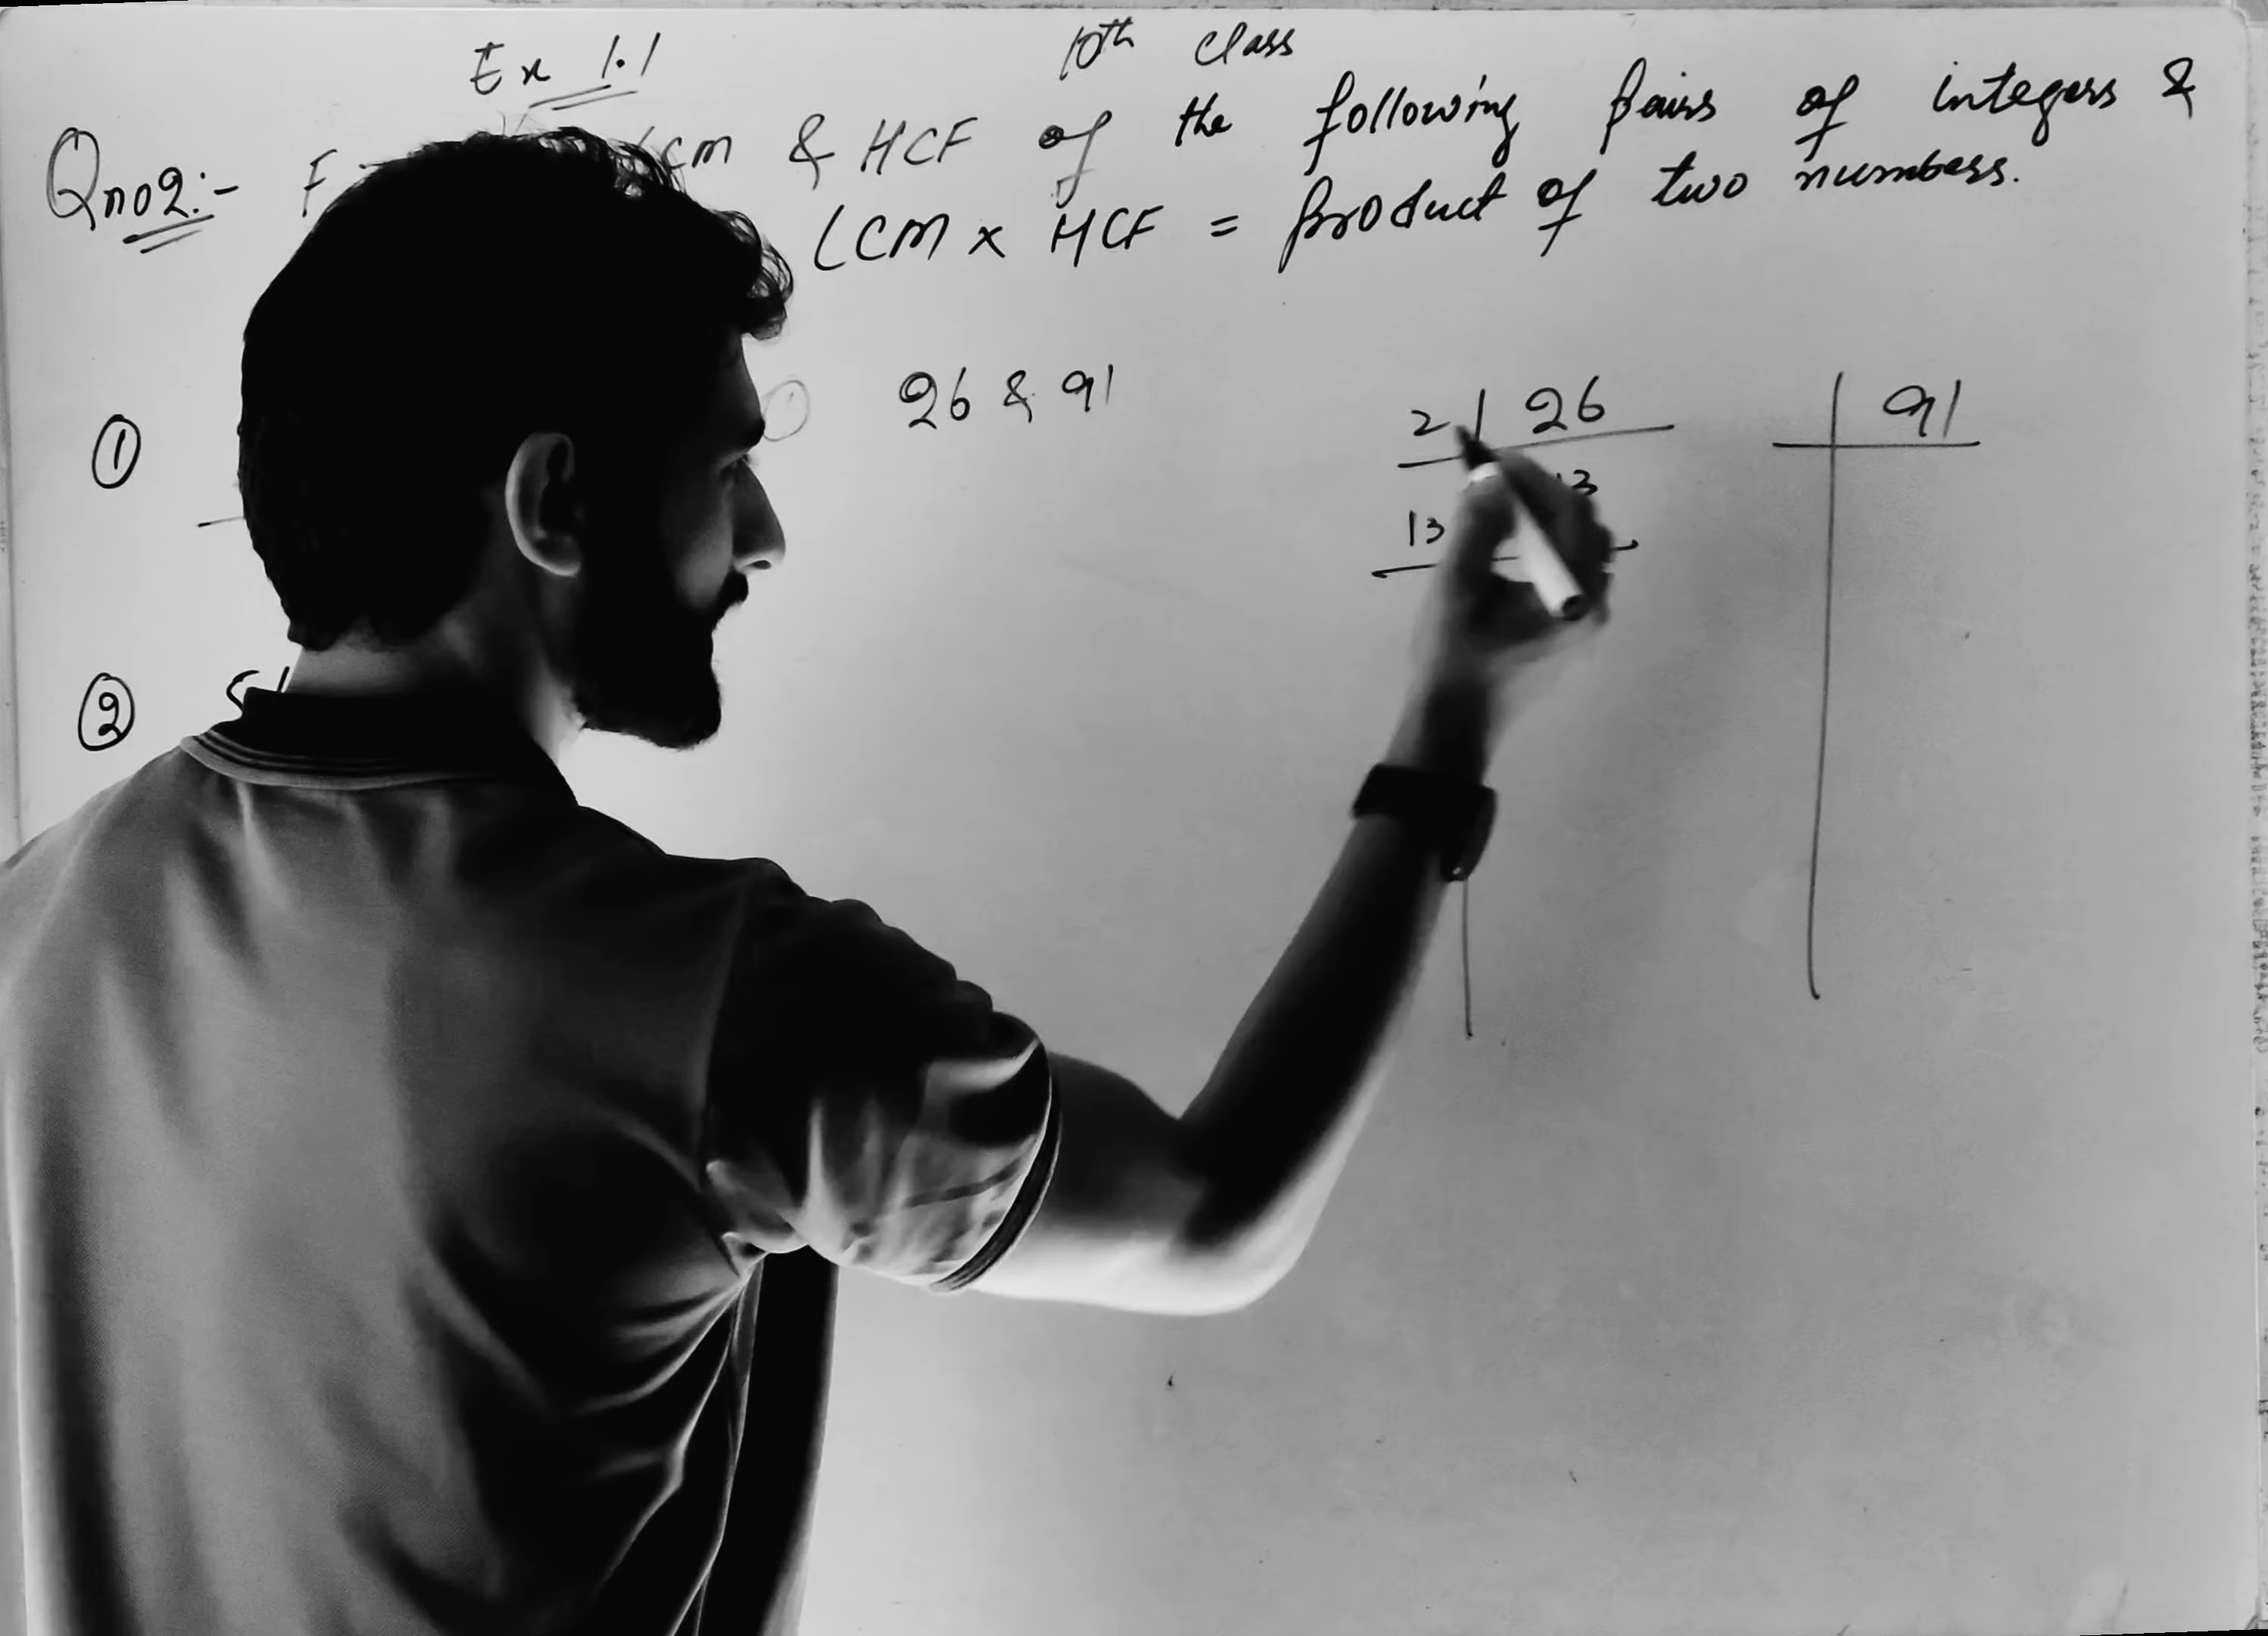 Ex 1.1
10th class
Qno2:- LCM & HCF of the following pairs of integers &
LCM x HCF = product of two numbers.
① 26 & 91
2 | 26
13
13
91
②